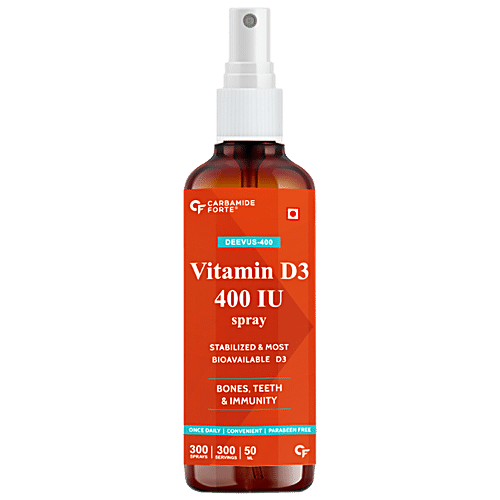 CF CARBAMIDE
FORTE®
DEEVUS-400
Vitamin D3
400 IU
spray
STABILIZED & MOST
BIOAVAILABLE D3
BONES, TEETH
& IMMUNITY
ONCE DAILY | CONVENIENT | PARABEEN FREE
300 | 300 | 50
SPRAYS SERVINGS ML
CF